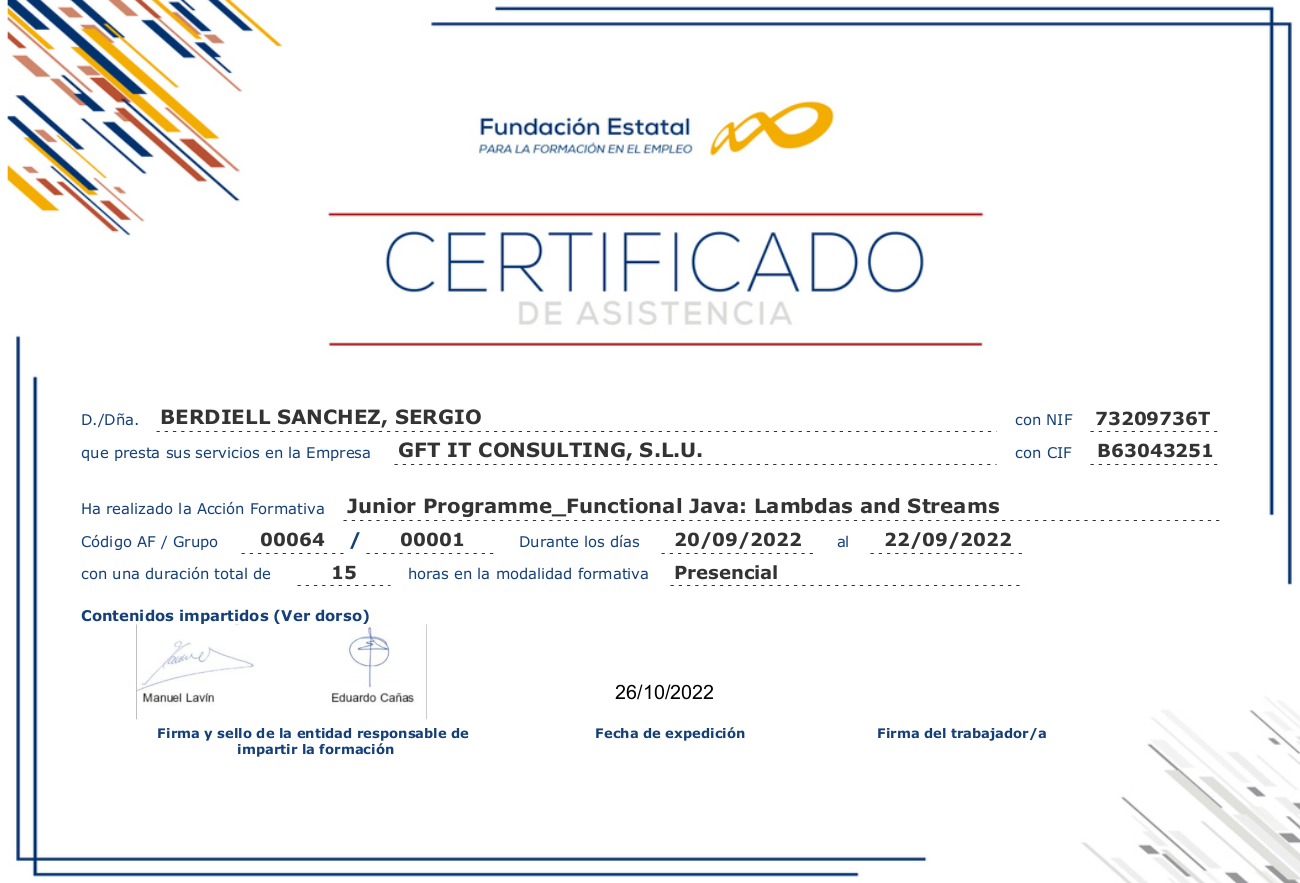 Fundación Estatal
PARA LA FORMACIÓN EN EL EMPLEO
CERTIFICADO
DE ASISTENCIA
D./Dña. BERDIELL SANCHEZ, SERGIO con NIF 73209736T
que presta sus servicios en la Empresa GFT IT CONSULTING, S.L.U. con CIF B63043251
Ha realizado la Acción Formativa Junior Programme_Functional Java: Lambdas and Streams
Código AF / Grupo 00064 / 00001 Durante los días 20/09/2022 al 22/09/2022
con una duración total de 15 horas en la modalidad formativa Presencial
Contenidos impartidos (Ver dorso)
Manuel Lavín Eduardo Cañas
26/10/2022
Firma y sello de la entidad responsable de
impartir la formación
Fecha de expedición
Firma del trabajador/a